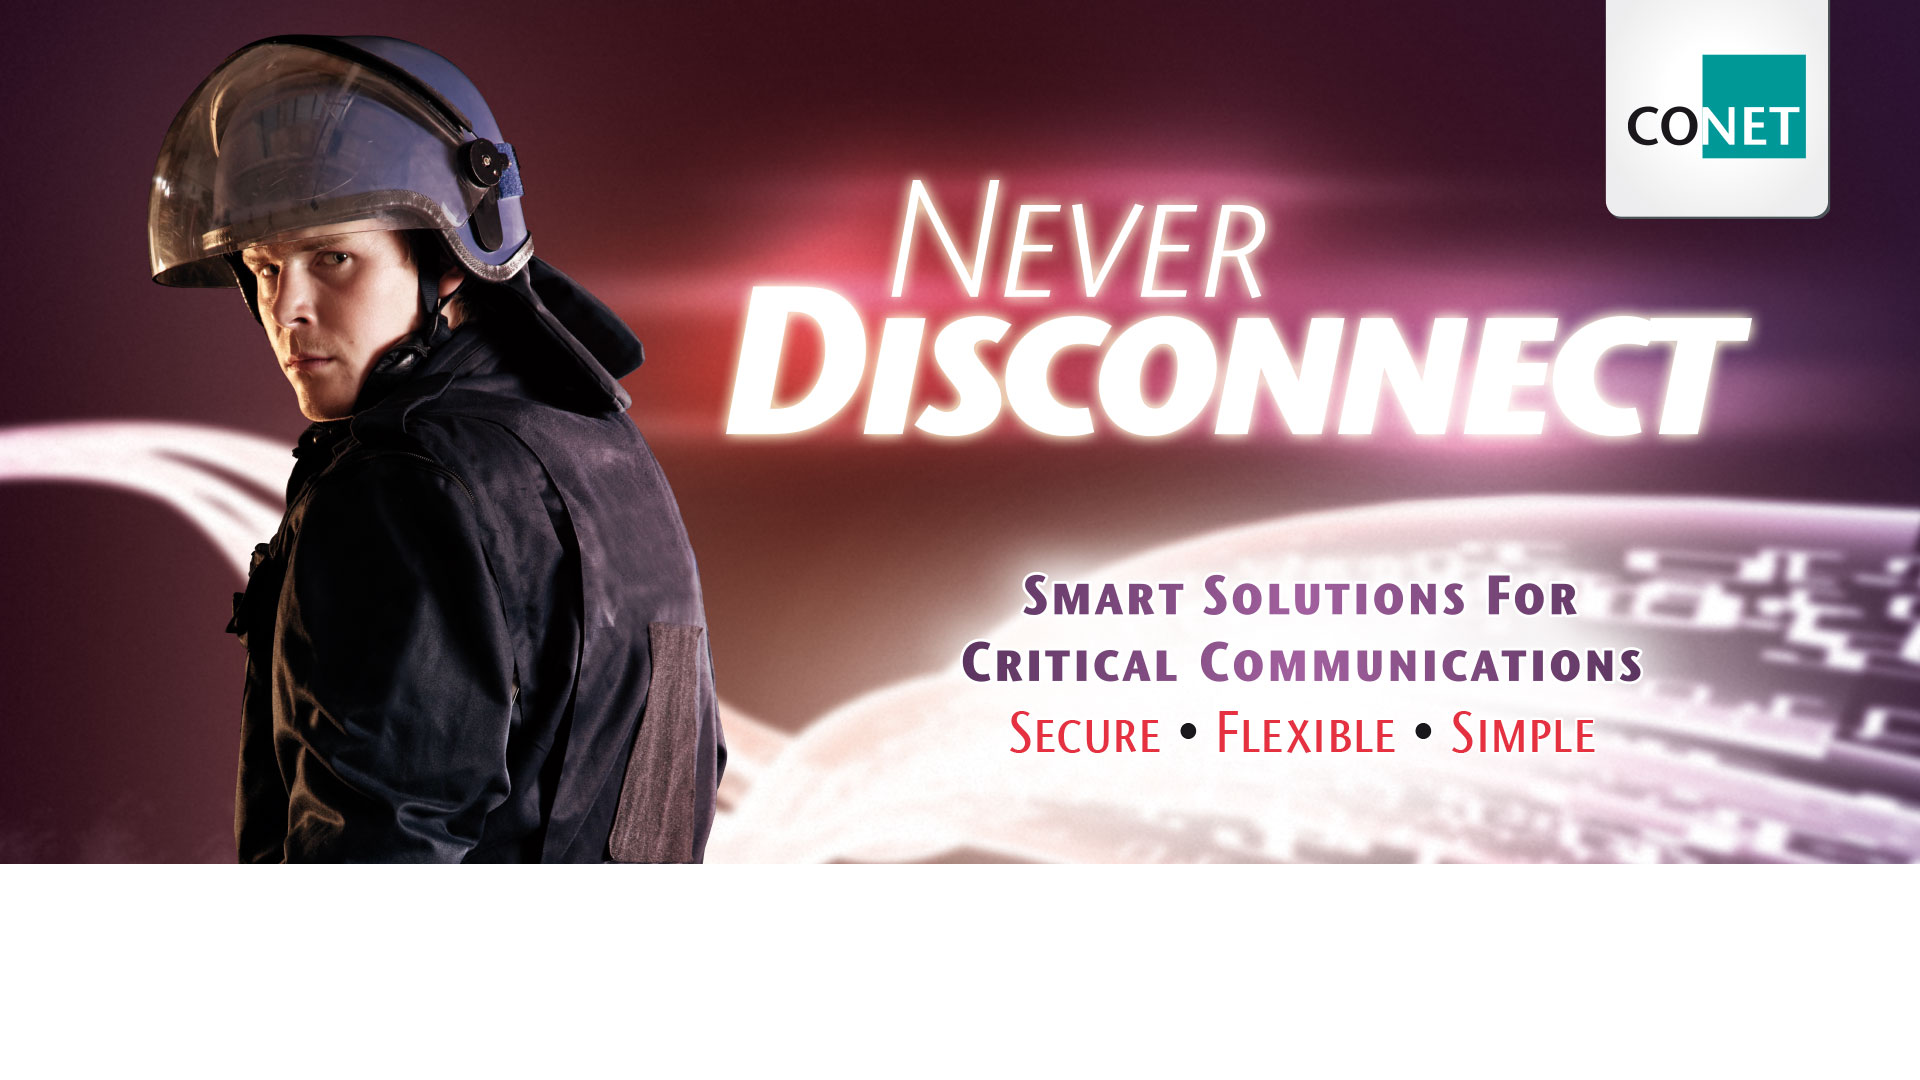 CONET
Never
Disconnect
Smart Solutions For
Critical Communications
Secure • Flexible • Simple